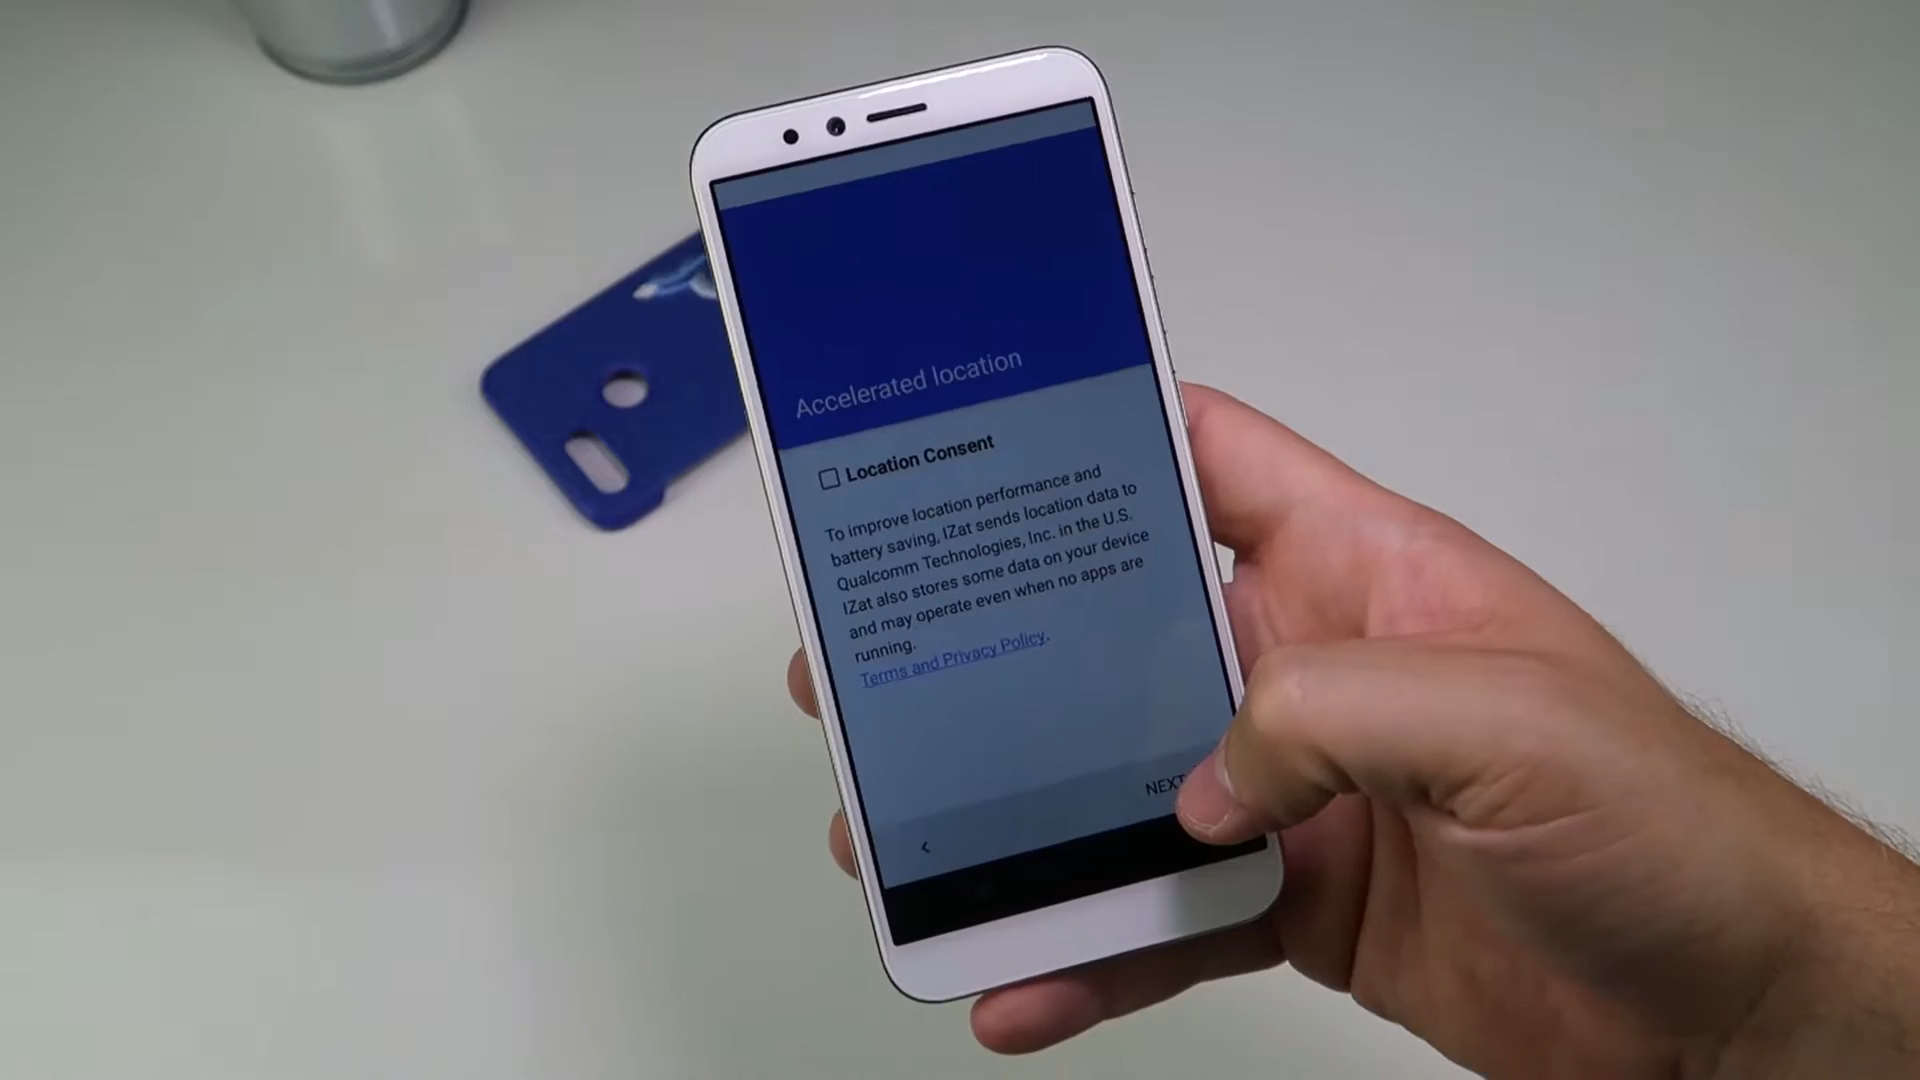 Accelerated location
Location Consent
To improve location performance and
battery saving, IZat sends location data to
Qualcomm Technologies, Inc. in the U.S.
IZat also stores some data on your device
and may operate even when no apps are
running.
Terms and Privacy Policy.
NEXT